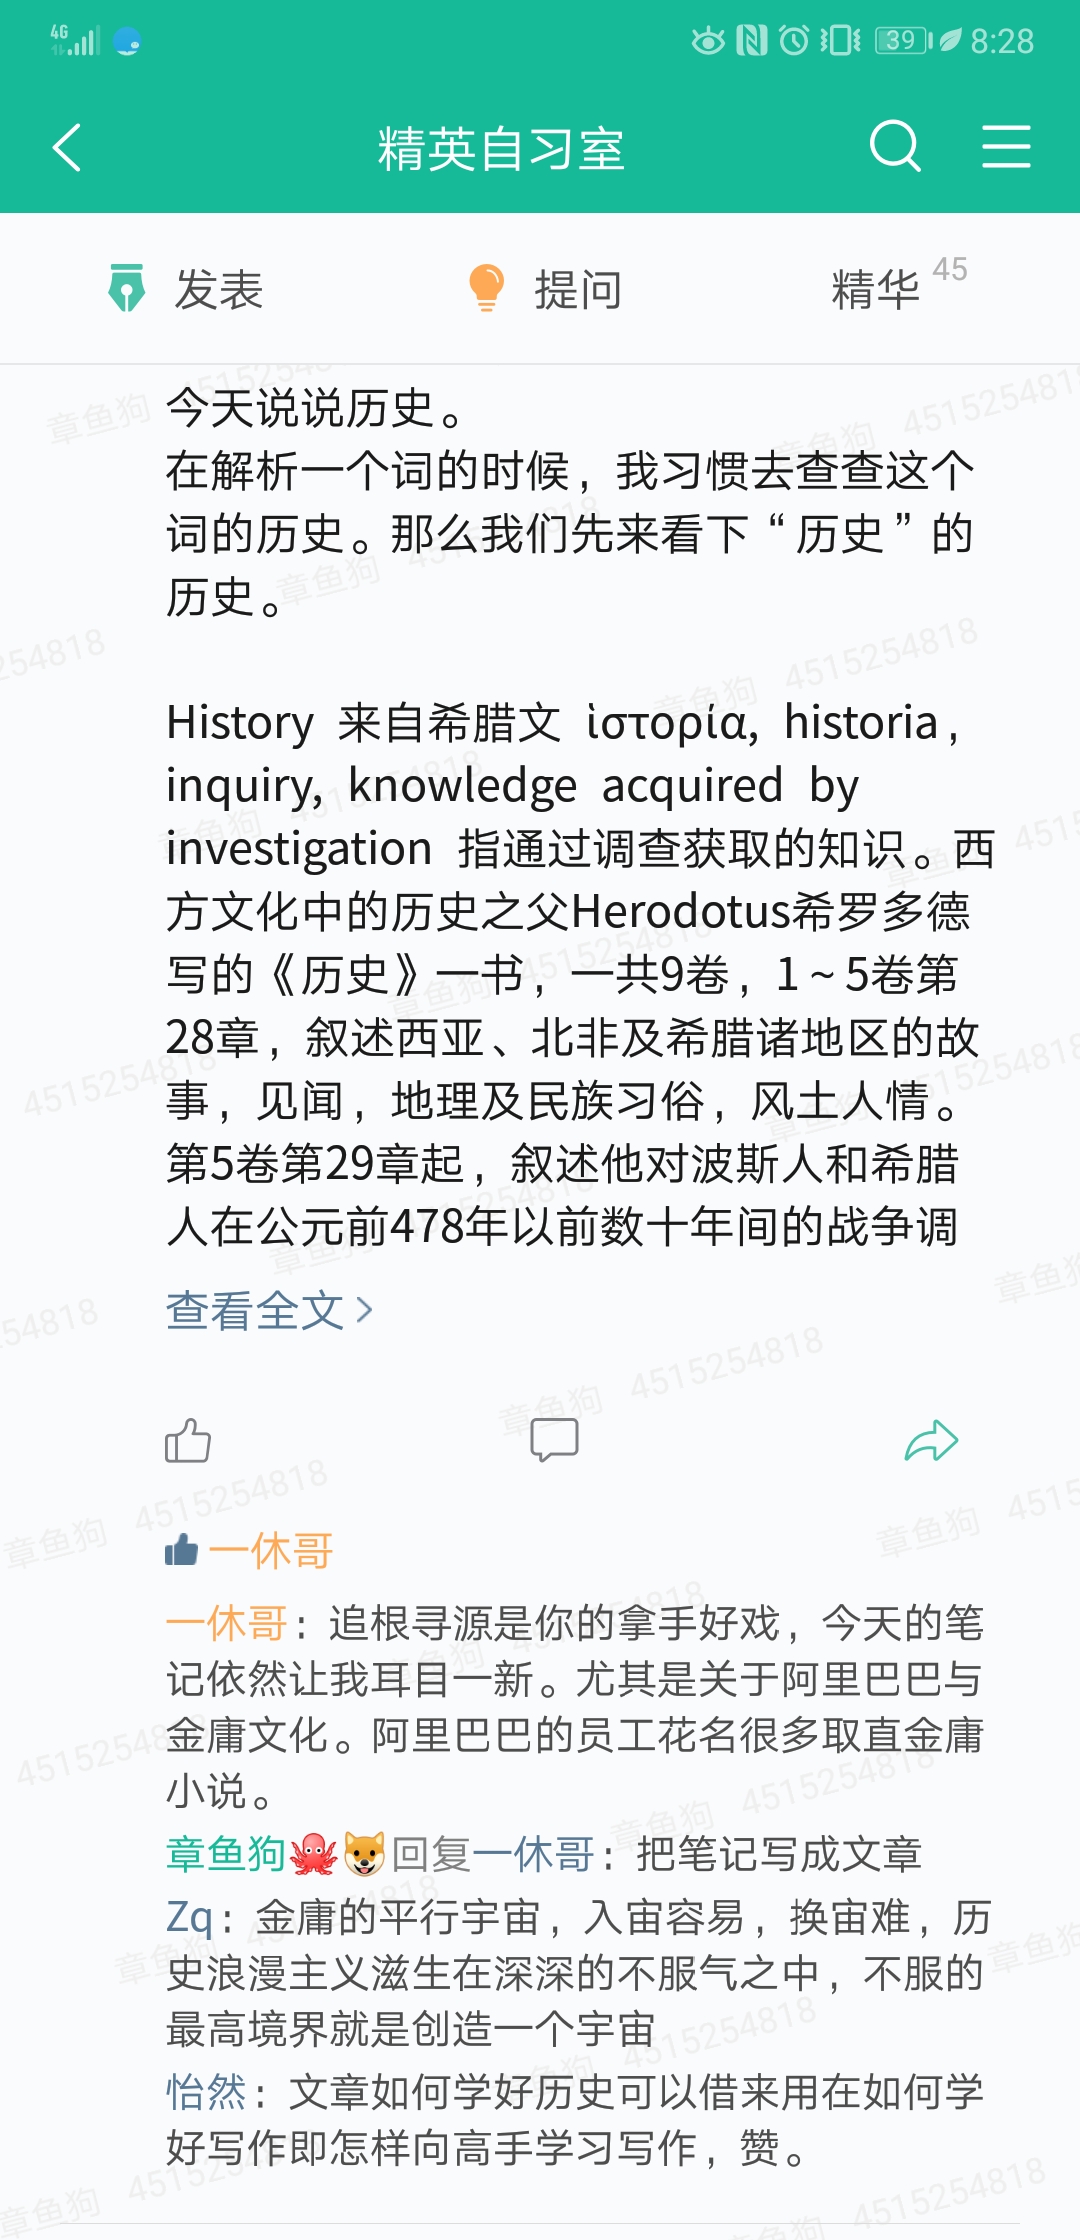 4G 39 8:28
精英自习室
发表 提问 精华 45
今天说说历史。
在解析一个词的时候，我习惯去查查这个
词的历史。那么我们先来看下“历史”的
历史。
History 来自希腊文 ἱστορία, historia,
inquiry, knowledge acquired by
investigation 指通过调查获取的知识。西
方文化中的历史之父Herodotus希罗多德
写的《历史》一书，一共9卷，1～5卷第
28章，叙述西亚、北非及希腊诸地区的故
事，见闻，地理及民族习俗，风土人情。
第5卷第29章起，叙述他对波斯人和希腊
人在公元前478年以前数十年间的战争调
查看全文
一休哥
一休哥：追根寻源是你的拿手好戏，今天的笔
记依然让我耳目一新。尤其是关于阿里巴巴与
金庸文化。阿里巴巴的员工花名很多取直金庸
小说。
章鱼狗🐙🐶回复一休哥：把笔记写成文章
Zq：金庸的平行宇宙，入宙容易，换宙难，历
史浪漫主义滋生在深深的不服气之中，不服的
最高境界就是创造一个宇宙
怡然：文章如何学好历史可以借来用在如何学
好写作即怎样向高手学习写作，赞。
章鱼狗 4515254818